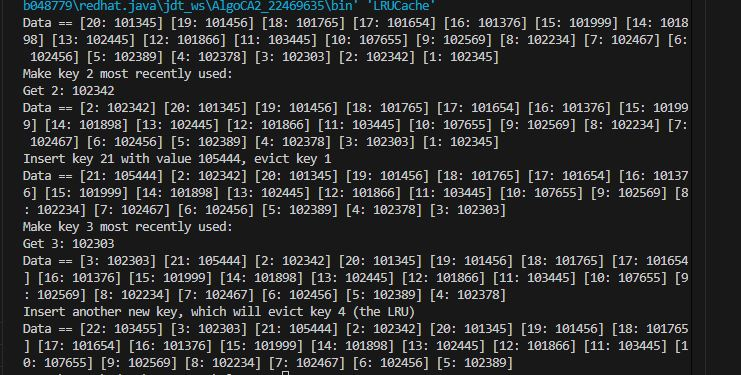 b048779\redhat.java\jdt_ws\AlgoCA2_22469635\bin' 'LRUCache'
Data == [20: 101345] [19: 101456] [18: 101765] [17: 101654] [16: 101376] [15: 101999] [14: 1018
98] [13: 102445] [12: 101866] [11: 103445] [10: 107655] [9: 102569] [8: 102234] [7: 102467] [6:
 102456] [5: 102389] [4: 102378] [3: 102303] [2: 102342] [1: 102345]
Make key 2 most recently used:
Get 2: 102342
Data == [2: 102342] [20: 101345] [19: 101456] [18: 101765] [17: 101654] [16: 101376] [15: 10199
9] [14: 101898] [13: 102445] [12: 101866] [11: 103445] [10: 107655] [9: 102569] [8: 102234] [7:
 102467] [6: 102456] [5: 102389] [4: 102378] [3: 102303] [1: 102345]
Insert key 21 with value 105444, evict key 1
Data == [21: 105444] [2: 102342] [20: 101345] [19: 101456] [18: 101765] [17: 101654] [16: 10137
6] [15: 101999] [14: 101898] [13: 102445] [12: 101866] [11: 103445] [10: 107655] [9: 102569] [8
: 102234] [7: 102467] [6: 102456] [5: 102389] [4: 102378] [3: 102303]
Make key 3 most recently used:
Get 3: 102303
Data == [3: 102303] [21: 105444] [2: 102342] [20: 101345] [19: 101456] [18: 101765] [17: 101654
] [16: 101376] [15: 101999] [14: 101898] [13: 102445] [12: 101866] [11: 103445] [10: 107655] [9
: 102569] [8: 102234] [7: 102467] [6: 102456] [5: 102389] [4: 102378]
Insert another new key, which will evict key 4 (the LRU)
Data == [22: 103455] [3: 102303] [21: 105444] [2: 102342] [20: 101345] [19: 101456] [18: 101765
] [17: 101654] [16: 101376] [15: 101999] [14: 101898] [13: 102445] [12: 101866] [11: 103445] [1
0: 107655] [9: 102569] [8: 102234] [7: 102467] [6: 102456] [5: 102389]